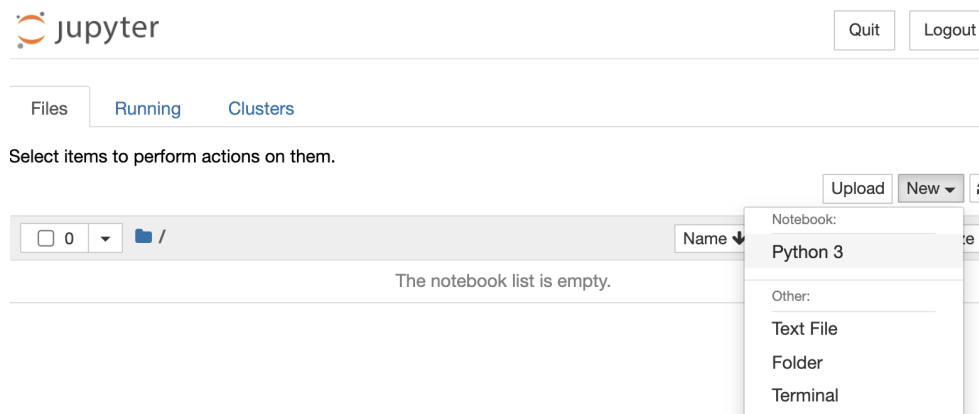 jupyter
Quit Logout
Files Running Clusters
Select items to perform actions on them.
Upload New
0 / Name
The notebook list is empty.
Notebook:
Python 3
Other:
Text File
Folder
Terminal